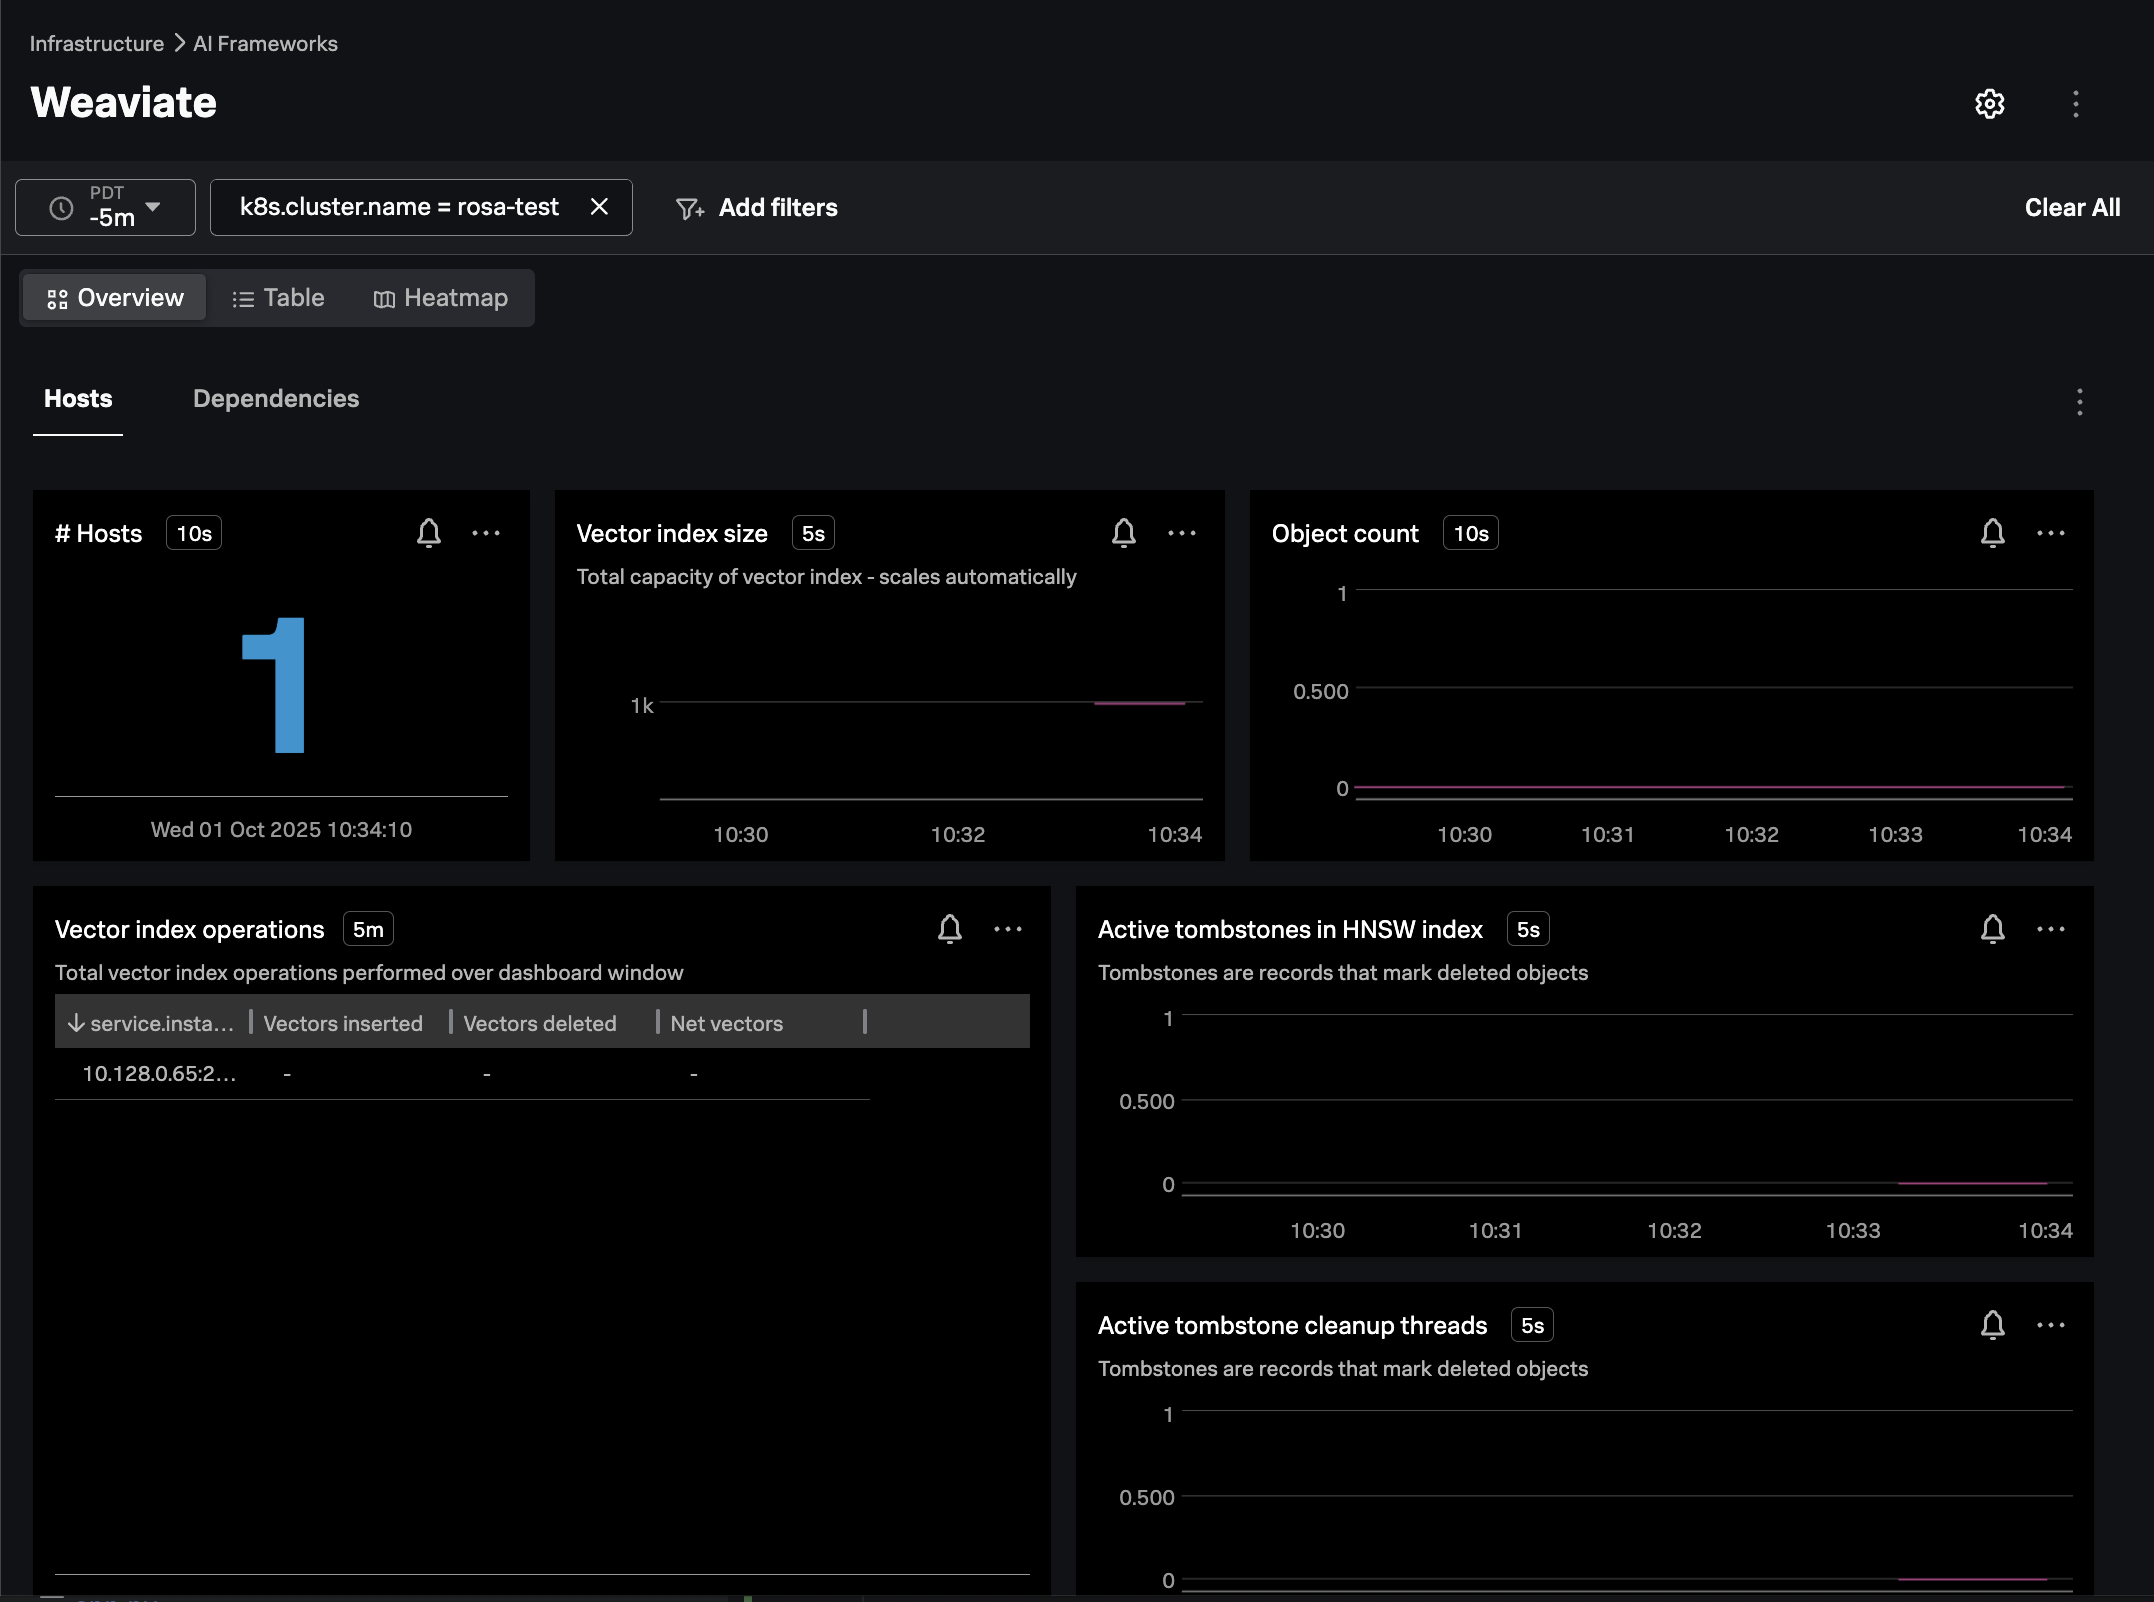 Infrastructure > AI Frameworks
Weaviate
PDT
-5m
k8s.cluster.name = rosa-test
Add filters
Clear All
Overview
Table
Heatmap
Hosts
Dependencies
# Hosts 10s
1
Wed 01 Oct 2025 10:34:10
Vector index size 5s
Total capacity of vector index - scales automatically
1k
10:30 10:32 10:34
Object count 10s
1
0.500
0
10:30 10:31 10:32 10:33 10:34
Vector index operations 5m
Total vector index operations performed over dashboard window
service.insta… Vectors inserted Vectors deleted Net vectors
10.128.0.65:2… - - -
Active tombstones in HNSW index 5s
Tombstones are records that mark deleted objects
1
0.500
0
10:30 10:31 10:32 10:33 10:34
Active tombstone cleanup threads 5s
Tombstones are records that mark deleted objects
1
0.500
0